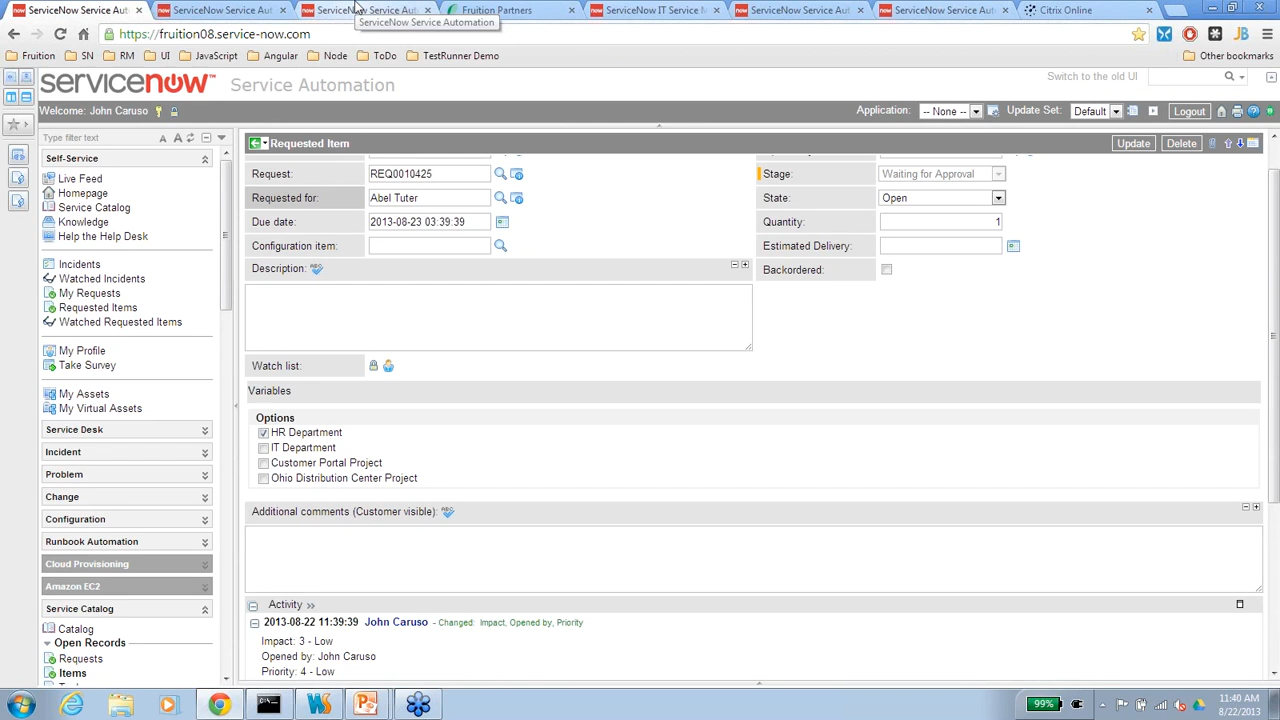 ServiceNow Service Aut
ServiceNow Service Aut
ServiceNow Service Aut
Fruition Partners
ServiceNow IT Service M
ServiceNow Service Aut
ServiceNow Service Aut
Citrix Online
ServiceNow Service Automation
https://fruition08.service-now.com
Fruition
SN
RM
UI
JavaScript
Angular
Node
ToDo
TestRunner Demo
Other bookmarks
servicenow Service Automation
Switch to the old UI
Welcome: John Caruso
Application:
-- None --
Update Set:
Default
Logout
Type filter text
Requested Item
Update
Delete
Self-Service
Live Feed
Homepage
Service Catalog
Knowledge
Help the Help Desk
Incidents
Watched Incidents
My Requests
Requested Items
Watched Requested Items
My Profile
Take Survey
My Assets
My Virtual Assets
Service Desk
Incident
Problem
Change
Configuration
Runbook Automation
Cloud Provisioning
Amazon EC2
Service Catalog
Catalog
Open Records
Requests
Items
Request:
REQ0010425
Stage:
Waiting for Approval
Requested for:
Abel Tuter
State:
Open
Due date:
2013-08-23 03:39:39
Quantity:
1
Configuration item:
Estimated Delivery:
Description:
Backordered:
Watch list:
Variables
Options
HR Department
IT Department
Customer Portal Project
Ohio Distribution Center Project
Additional comments (Customer visible):
Activity
2013-08-22 11:39:39 John Caruso - Changed: Impact, Opened by, Priority
Impact: 3 - Low
Opened by: John Caruso
Priority: 4 - Low
99%
11:40 AM
8/22/2013